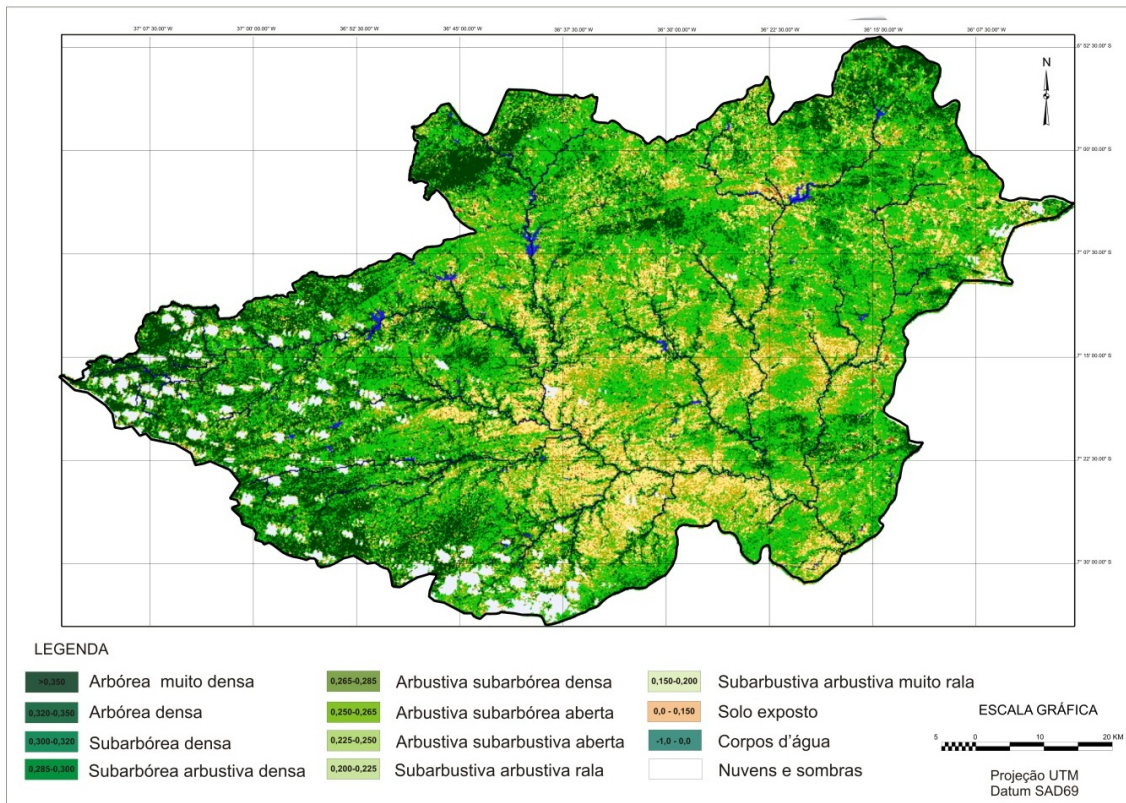 37° 07' 30,00" W 37° 00' 00,00" W 36° 52' 30,00" W 36° 45' 00,00" W 36° 37' 30,00" W 36° 30' 00,00" W 36° 22' 30,00" W 36° 15' 00,00" W 36° 07' 30,00" W
6° 52' 30,00" S
N
7° 00' 00,00" S
7° 07' 30,00" S
7° 15' 00,00" S
7° 22' 30,00" S
7° 30' 00,00" S
LEGENDA
>0,350 Arbórea muito densa
0,320-0,350 Arbórea densa
0,300-0,320 Subarbórea densa
0,285-0,300 Subarbórea arbustiva densa
0,265-0,285 Arbustiva subarbórea densa
0,250-0,265 Arbustiva subarbórea aberta
0,225-0,250 Arbustiva subarbustiva aberta
0,200-0,225 Subarbustiva arbustiva rala
0,150-0,200 Subarbustiva arbustiva muito rala
0,0 - 0,150 Solo exposto
-1,0 - 0,0 Corpos d'água
Nuvens e sombras
ESCALA GRÁFICA
5 0 10 20 KM
Projeção UTM
Datum SAD69